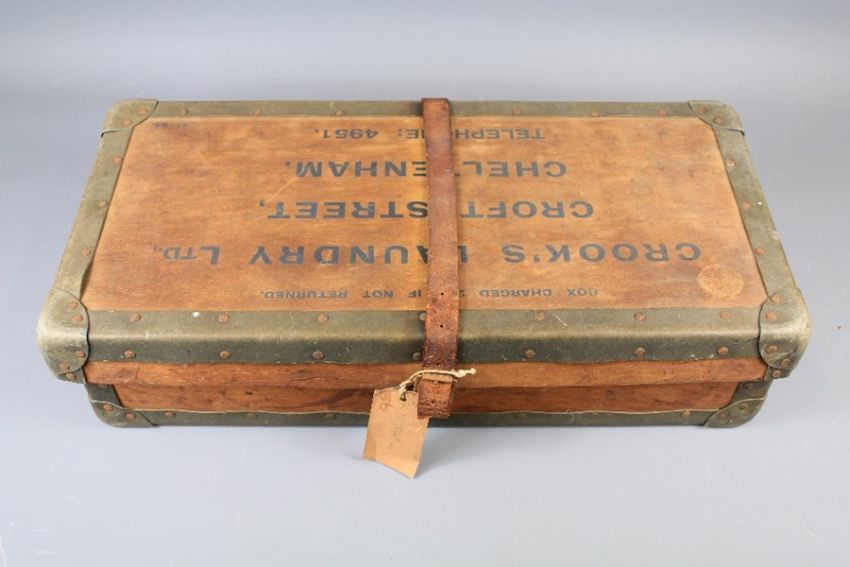 BOX CHARGED IF NOT RETURNED.
CROOK'S LAUNDRY LTD.,
CROFT STREET,
CHELTENHAM.
TELEPHONE: 4951.